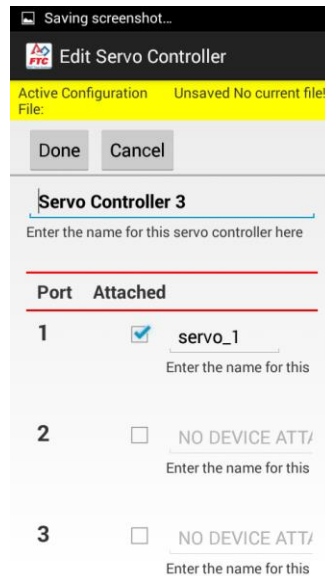 Saving screenshot...
FTC Edit Servo Controller
Active Configuration File: Unsaved No current file!
Done Cancel
Servo Controller 3
Enter the name for this servo controller here
Port Attached
1 servo_1
Enter the name for this
2 NO DEVICE ATTA
Enter the name for this
3 NO DEVICE ATTA
Enter the name for this